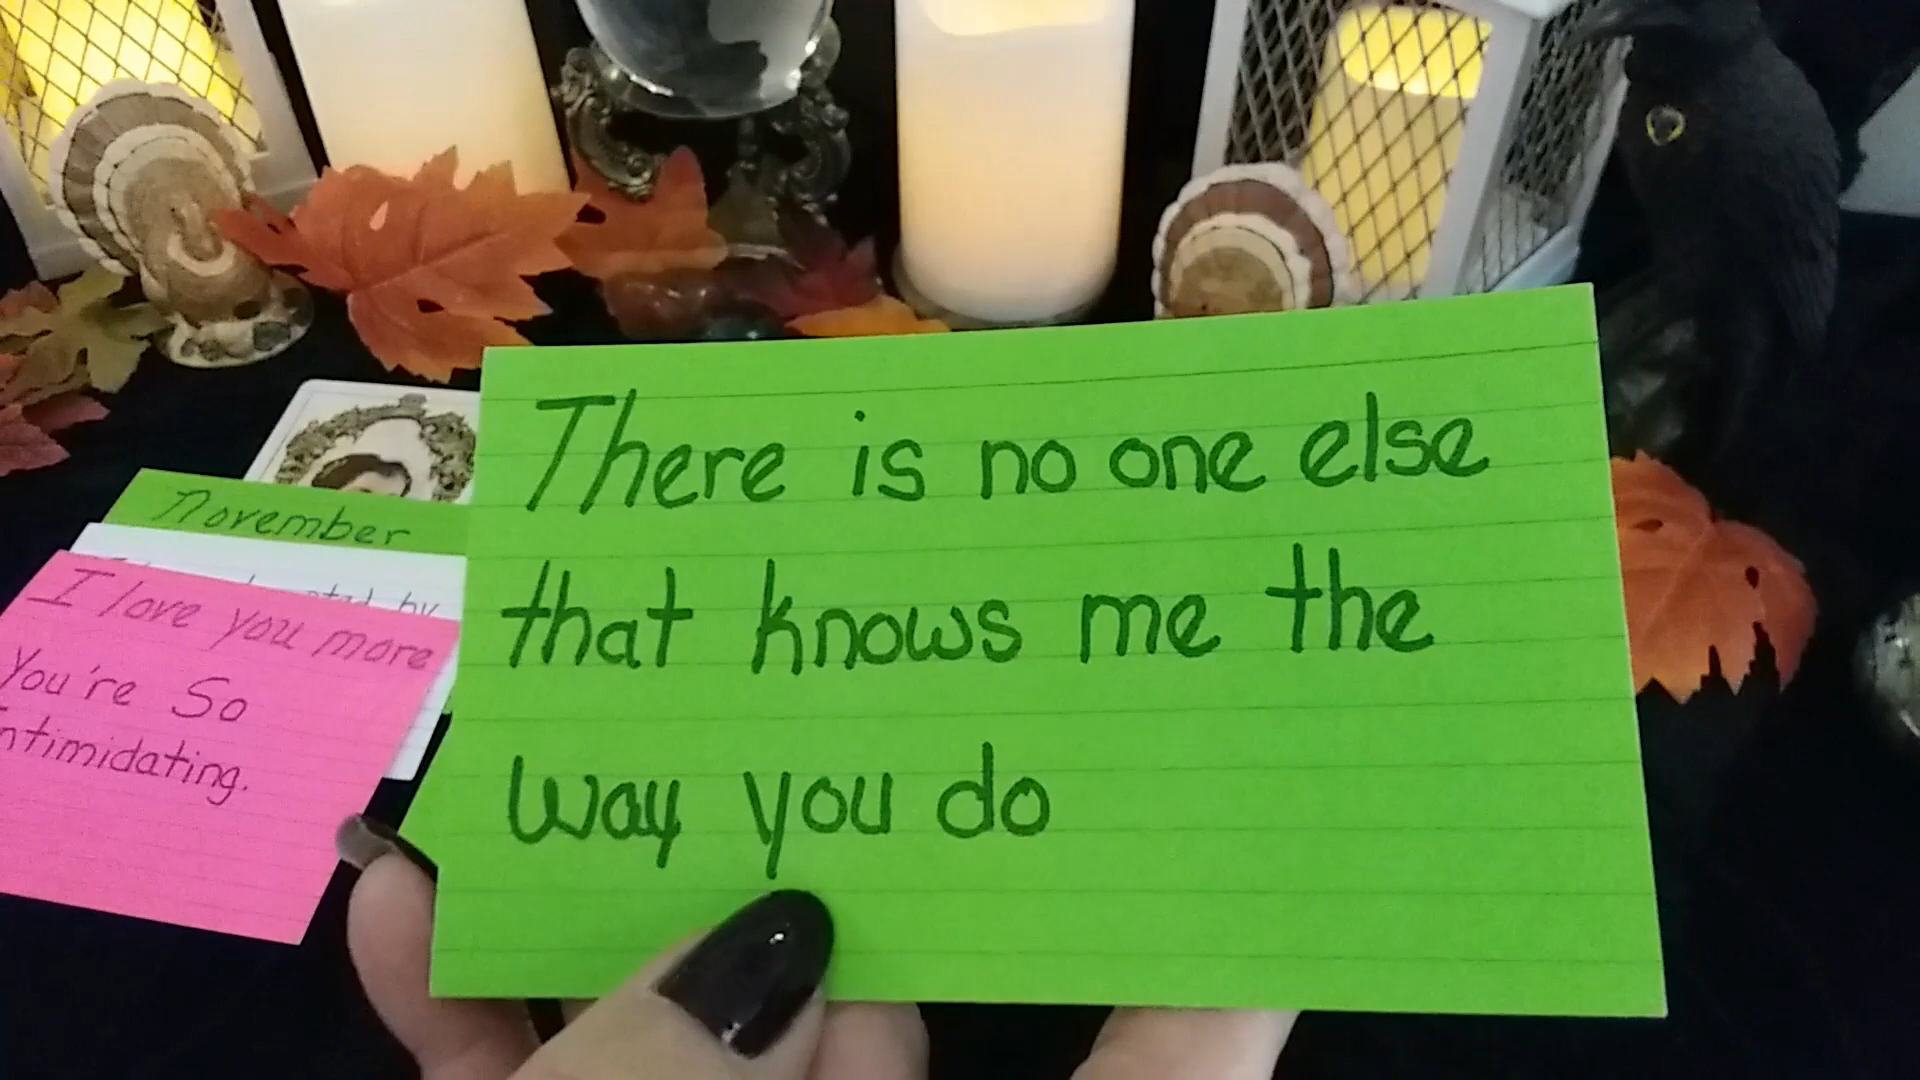 There is no one else
that knows me the
way you do
November
by
I love you more
You're So
ntimidating.